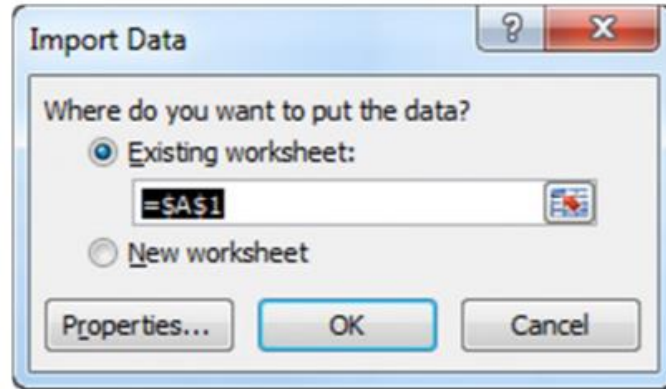 Import Data
Where do you want to put the data?
Existing worksheet:
=$A$1
New worksheet
Properties... OK Cancel